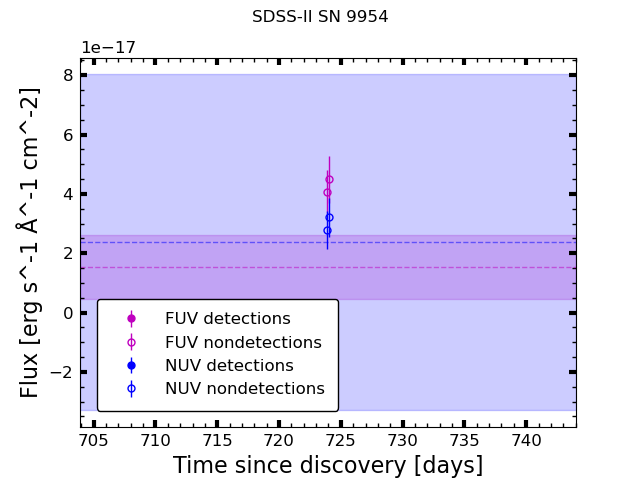 SDSS-II SN 9954
1e−17
8
6
4
2
0
−2
Flux [erg s^-1 Å^-1 cm^-2]
FUV detections
FUV nondetections
NUV detections
NUV nondetections
705 710 715 720 725 730 735 740
Time since discovery [days]